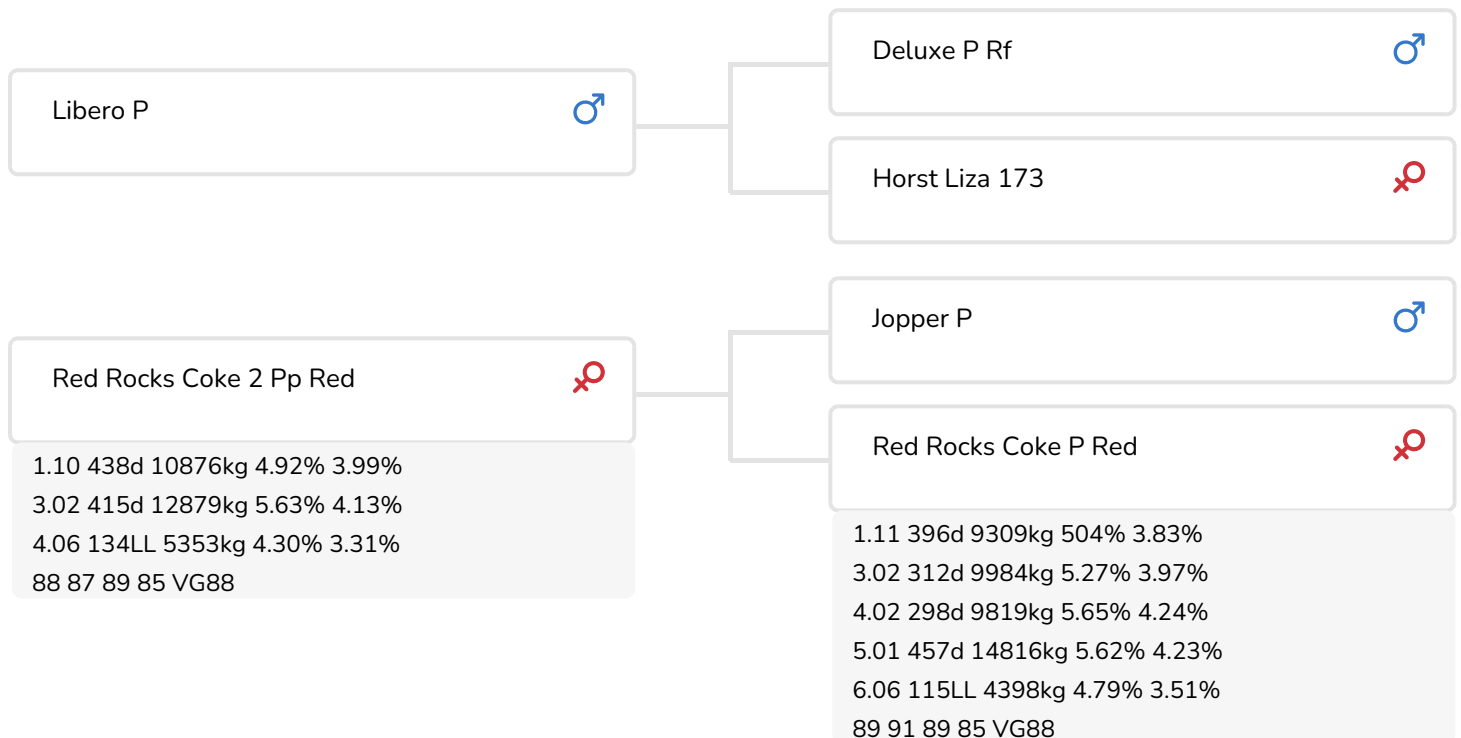 Libero P
Deluxe P Rf
Horst Liza 173
Red Rocks Coke 2 Pp Red
1.10 438d 10876kg 4.92% 3.99%
3.02 415d 12879kg 5.63% 4.13%
4.06 134LL 5353kg 4.30% 3.31%
88 87 89 85 VG88
Jopper P
Red Rocks Coke P Red
1.11 396d 9309kg 504% 3.83%
3.02 312d 9984kg 5.27% 3.97%
4.02 298d 9819kg 5.65% 4.24%
5.01 457d 14816kg 5.62% 4.23%
6.06 115LL 4398kg 4.79% 3.51%
89 91 89 85 VG88